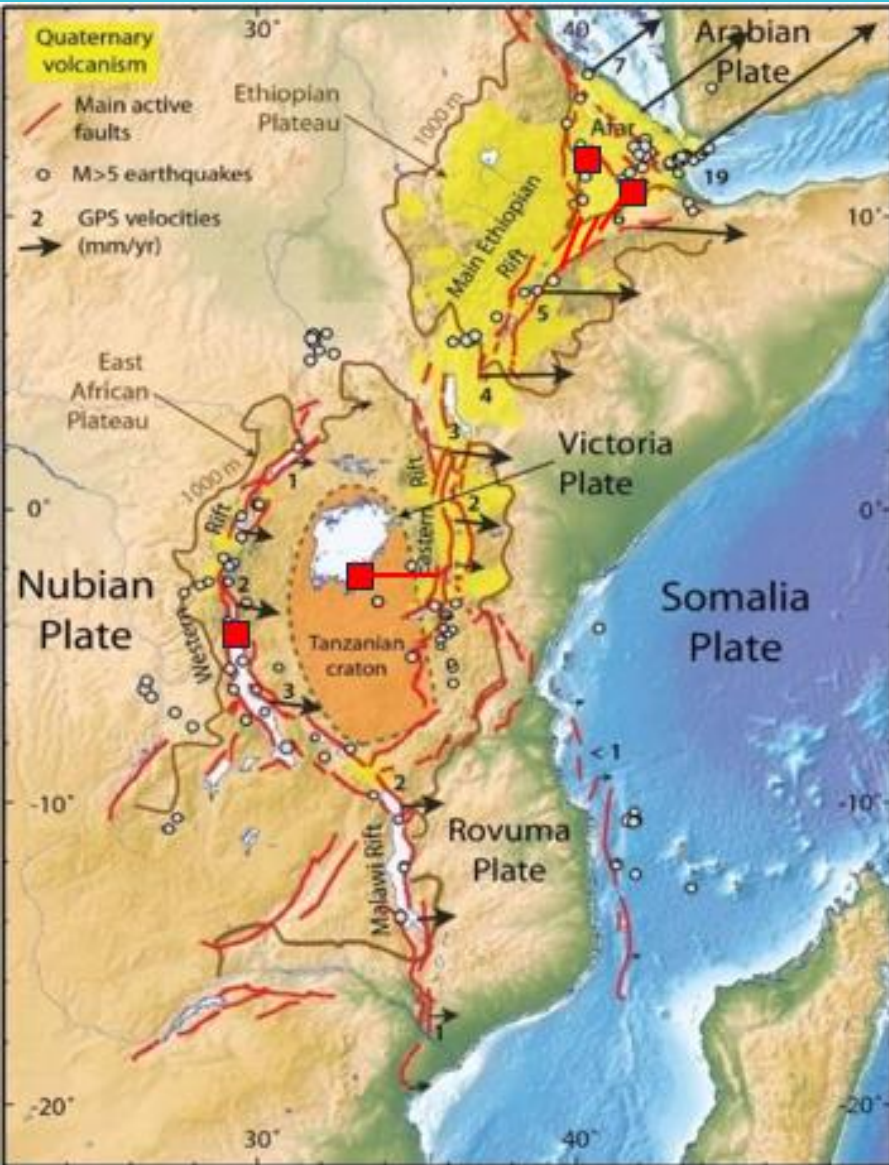 30°
40
Quaternary
volcanism
Main active
faults
M>5 earthquakes
2 GPS velocities
(mm/yr)
Ethiopian
Plateau
1000 m
Arabian
Plate
7
Afar
19
10°
Main Ethiopian
Rift
5
4
East
African
Plateau
1000 m
3
1
Victoria
Plate
Rift
Eastern
2
0°
0°
Rift
Western
2
Nubian
Plate
Tanzanian
craton
Somalia
Plate
0
3
< 1
2
-10°
-10°
Rovuma
Plate
Malawi Rift
1
-20°
-20°
30°
40°